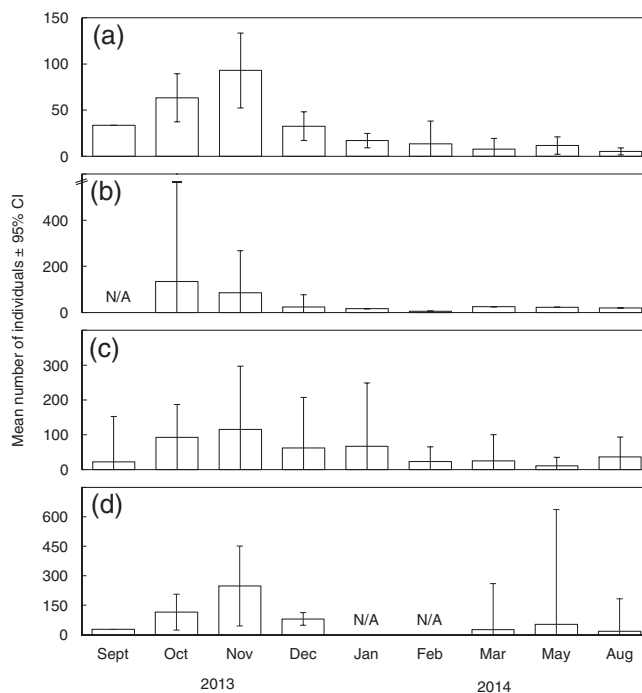 Mean number of individuals ± 95% CI
(a)
150
100
50
0
(b)
400
200
0
N/A
(c)
300
200
100
0
(d)
600
450
300
150
0
N/A N/A
Sept Oct Nov Dec Jan Feb Mar May Aug
2013 2014